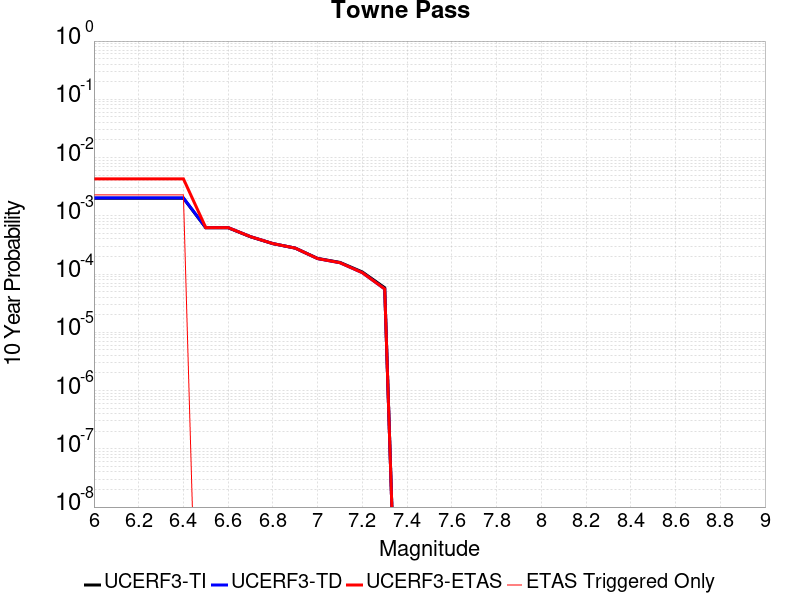 Towne Pass
10 Year Probability
10^0
10^-1
10^-2
10^-3
10^-4
10^-5
10^-6
10^-7
10^-8
6 6.2 6.4 6.6 6.8 7 7.2 7.4 7.6 7.8 8 8.2 8.4 8.6 8.8 9
Magnitude
UCERF3-TI UCERF3-TD UCERF3-ETAS ETAS Triggered Only